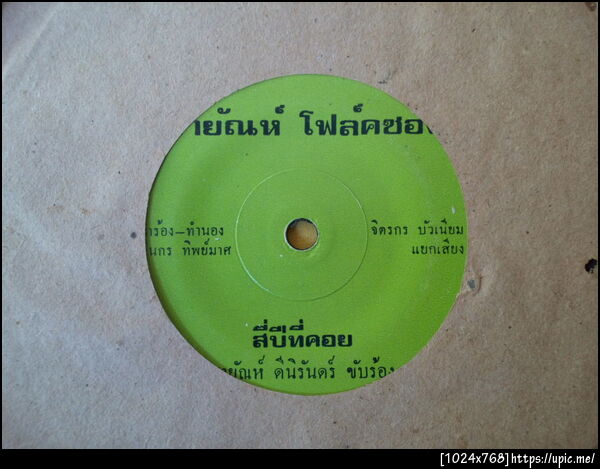 ายัณห์ โฟล์คซอง
ำร้อง-ทำนอง
นกร ทิพย์มาศ
จิตรกร บัวเนียม
แยกเสียง
สี่ปีที่คอย
ยัณห์ ดีนิรันดร์ ขับร้อง
[1024x768]https://upic.me/